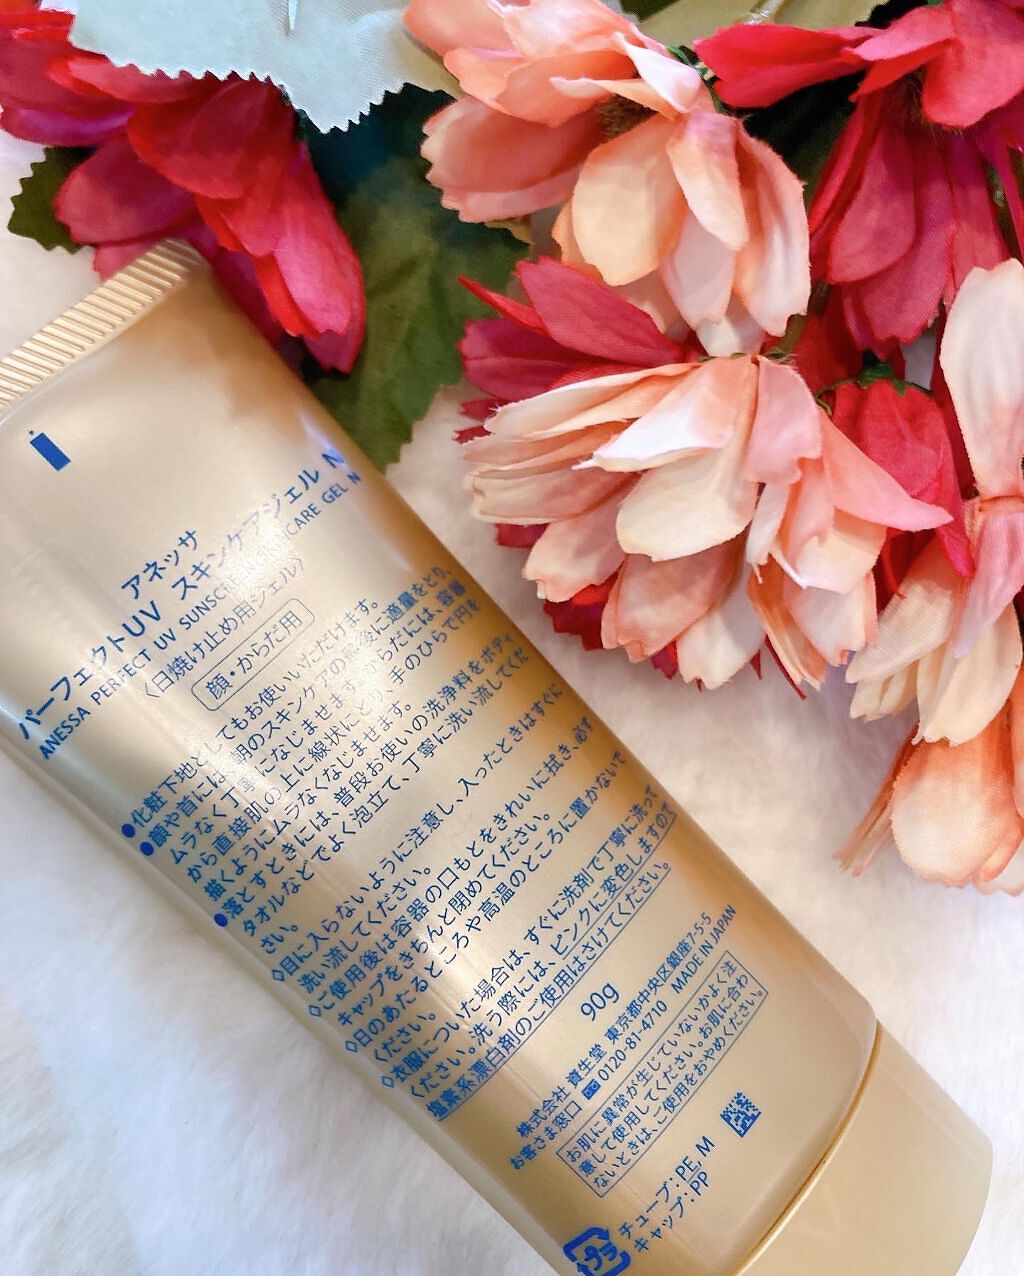 アネッサ
パーフェクトUV スキンケアジェル N
ANESSA PERFECT UV SUNSCREEN SKINCARE GEL N
〈日焼け止め用ジェル〉
顔・からだ用
●化粧下地としてもお使いいただけます。
●顔や首には、朝のスキンケアの最後に適量をとり、
ムラなく丁寧になじませます。からだには、容器
から直接肌の上に線状にとり、手のひらで円を
描くようにムラなくなじませます。
●落とすときには、普段お使いの洗浄料をボディ
タオルなどでよく泡立て、丁寧に洗い流してくだ
さい。
◇目に入らないように注意し、入ったときはすぐに
洗い流してください。
◇ご使用後は容器の口もとをきれいに拭き、必ず
キャップをきちんと閉めてください。
◇日のあたるところや高温のところに置かないで
ください。
◇衣服についた場合は、すぐに洗剤で丁寧に洗って
ください。洗う際には、ピンクに変色しますので
塩素系漂白剤のご使用はさけてください。
90g
株式会社 資生堂 東京都中央区銀座7-5-5
お客さま窓口 0120-81-4710 MADE IN JAPAN
お肌に異常が生じていないかよく注
意して使用してください。お肌に合わ
ないときは、ご使用をおやめください。
プラ
チューブ:PE, M
キャップ:PP